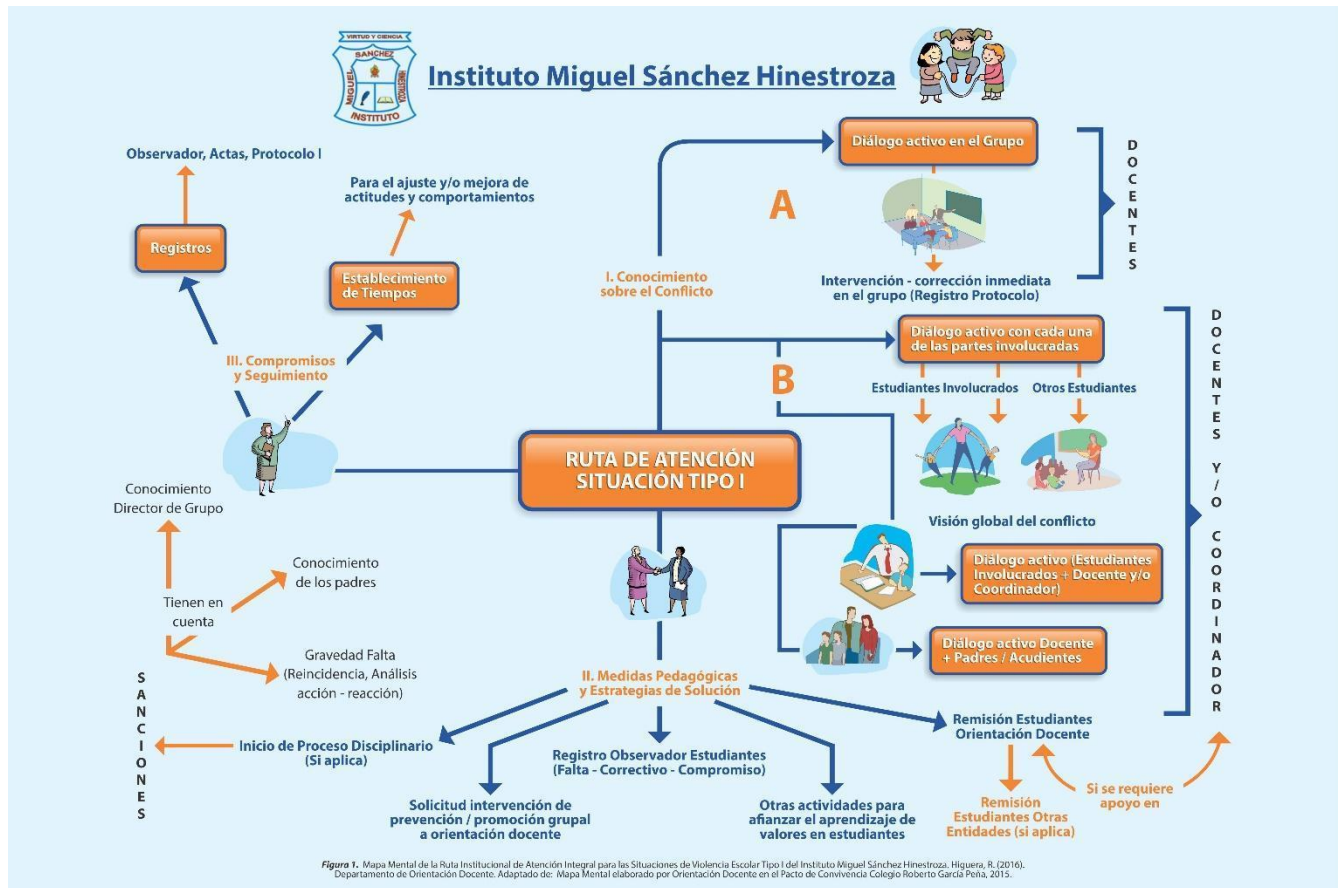 VIRTUD Y CIENCIA
SANCHEZ
MIGUEL
HINESTROZA
INSTITUTO
Instituto Miguel Sánchez Hinestroza
Observador, Actas, Protocolo I
Registros
Para el ajuste y/o mejora de
actitudes y comportamientos
Establecimiento
de Tiempos
III. Compromisos
y Seguimiento
I. Conocimiento
sobre el Conflicto
A
Diálogo activo en el Grupo
Intervención - corrección inmediata
en el grupo (Registro Protocolo)
DOCENTES
B
Diálogo activo con cada una
de las partes involucradas
Estudiantes Involucrados
Otros Estudiantes
Visión global del conflicto
Diálogo activo (Estudiantes
Involucrados + Docente y/o
Coordinador)
Diálogo activo Docente
+ Padres / Acudientes
DOCENTES Y/O COORDINADOR
RUTA DE ATENCIÓN
SITUACIÓN TIPO I
Conocimiento
Director de Grupo
Conocimiento
de los padres
Tienen en
cuenta
Gravedad Falta
(Reincidencia, Análisis
acción - reacción)
SANCIONES
II. Medidas Pedagógicas
y Estrategias de Solución
Inicio de Proceso Disciplinario
(Si aplica)
Solicitud intervención de
prevención / promoción grupal
a orientación docente
Registro Observador Estudiantes
(Falta - Correctivo - Compromiso)
Otras actividades para
afianzar el aprendizaje de
valores en estudiantes
Remisión Estudiantes
Orientación Docente
Remisión
Estudiantes Otras
Entidades (si aplica)
Si se requiere
apoyo en
Figura 1. Mapa Mental de la Ruta Institucional de Atención Integral para las Situaciones de Violencia Escolar Tipo I del Instituto Miguel Sánchez Hinestroza. Higuera, R. (2016).
Departamento de Orientación Docente. Adaptado de: Mapa Mental elaborado por Orientación Docente en el Pacto de Convivencia Colegio Roberto García Peña, 2015.